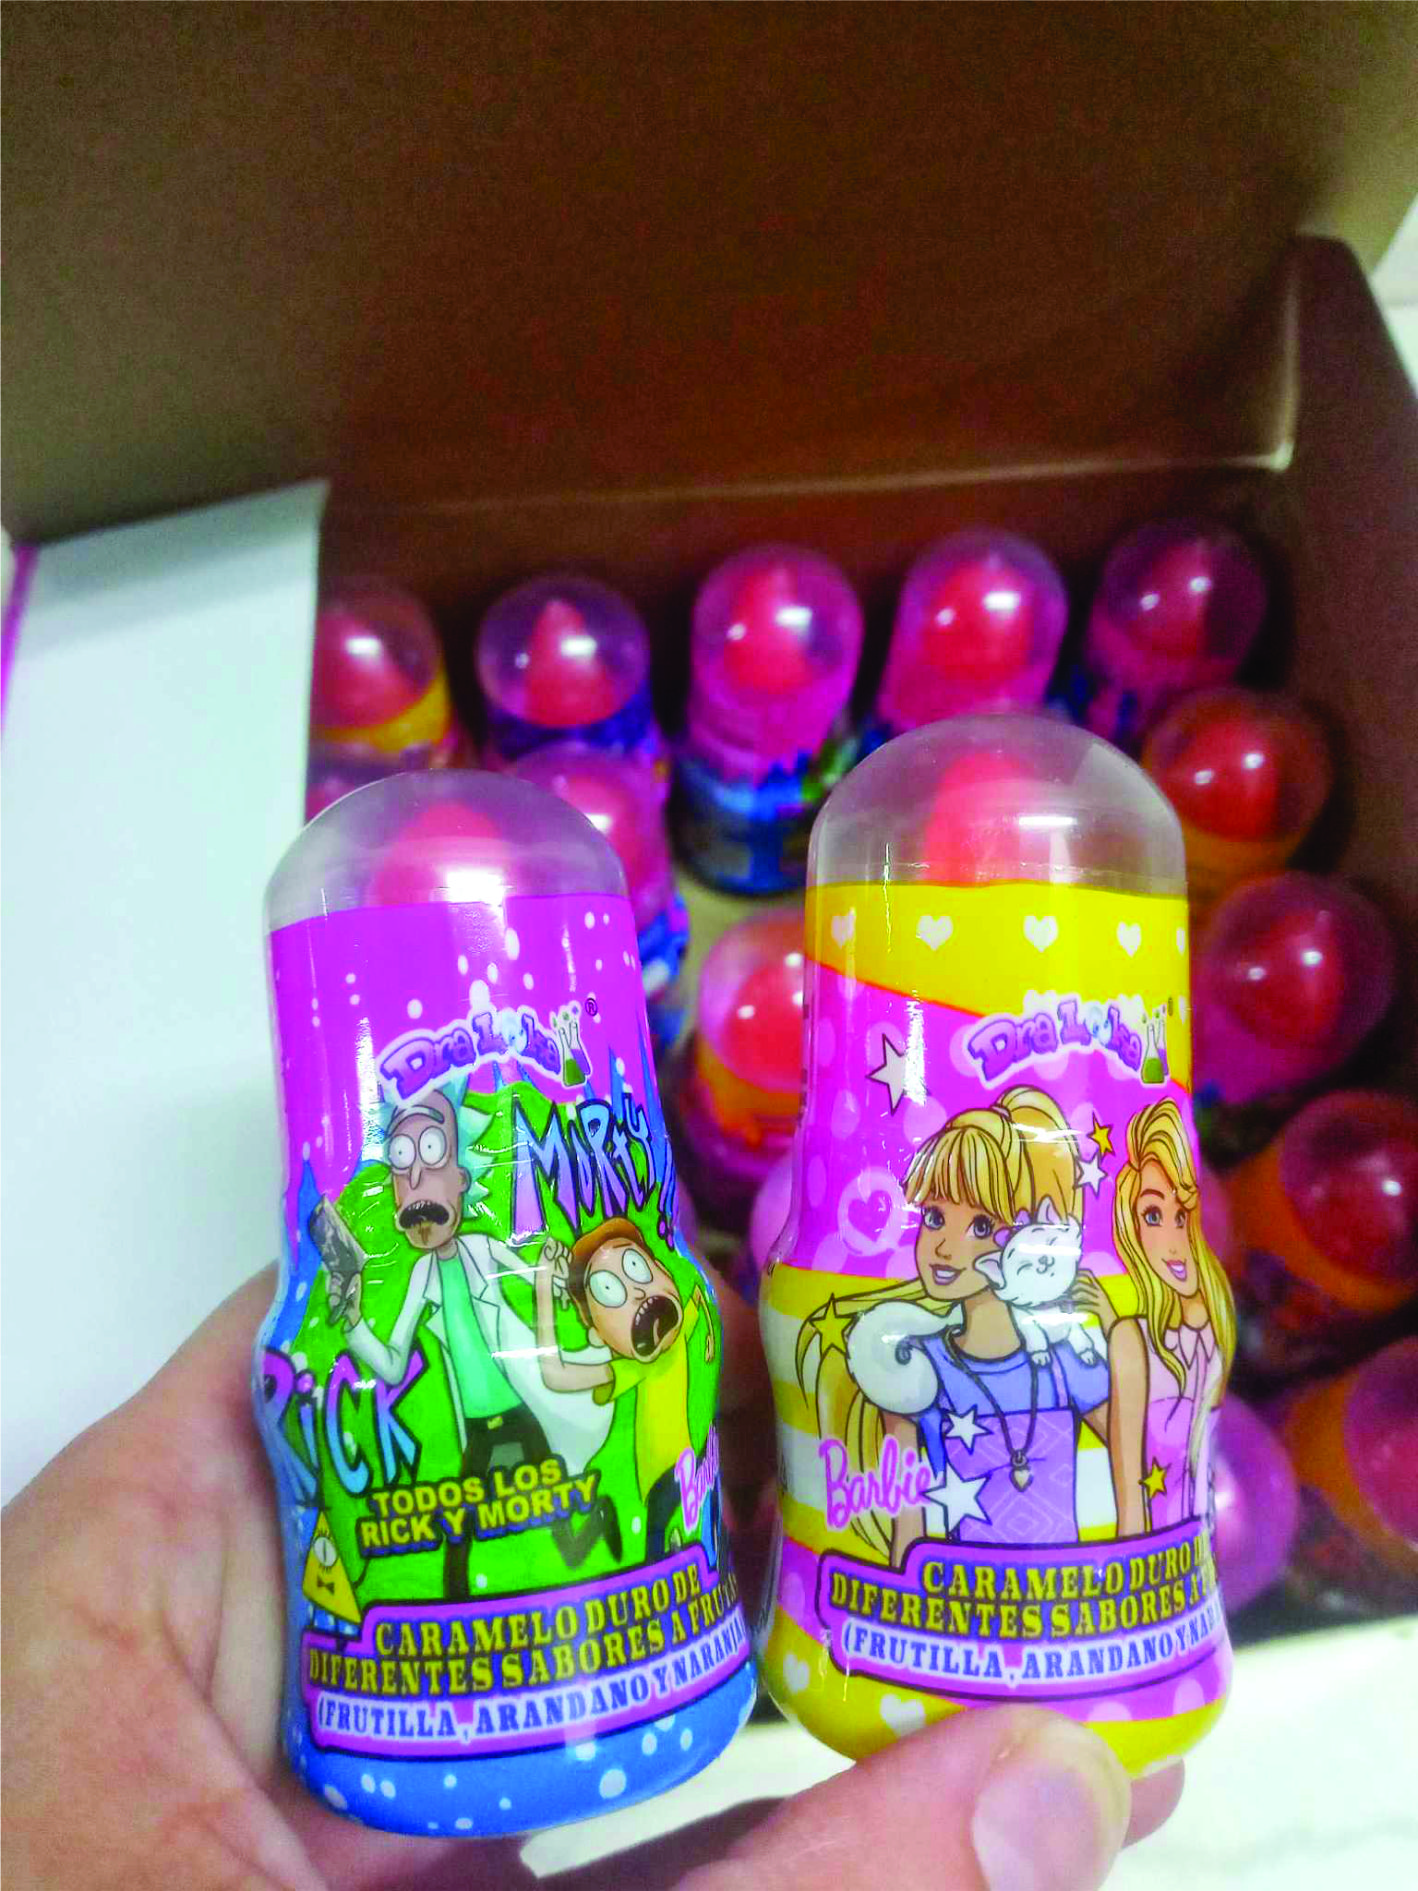 Dra Loka ®
MORTY!!
RICK
TODOS LOS
RICK Y MORTY
CARAMELO DURO DE
DIFERENTES SABORES A FRUTAS
(FRUTILLA, ARANDANO Y NARANJA)
Dra Loka
Barbie
CARAMELO DURO
DIFERENTES SABORES A
(FRUTILLA, ARANDANO Y